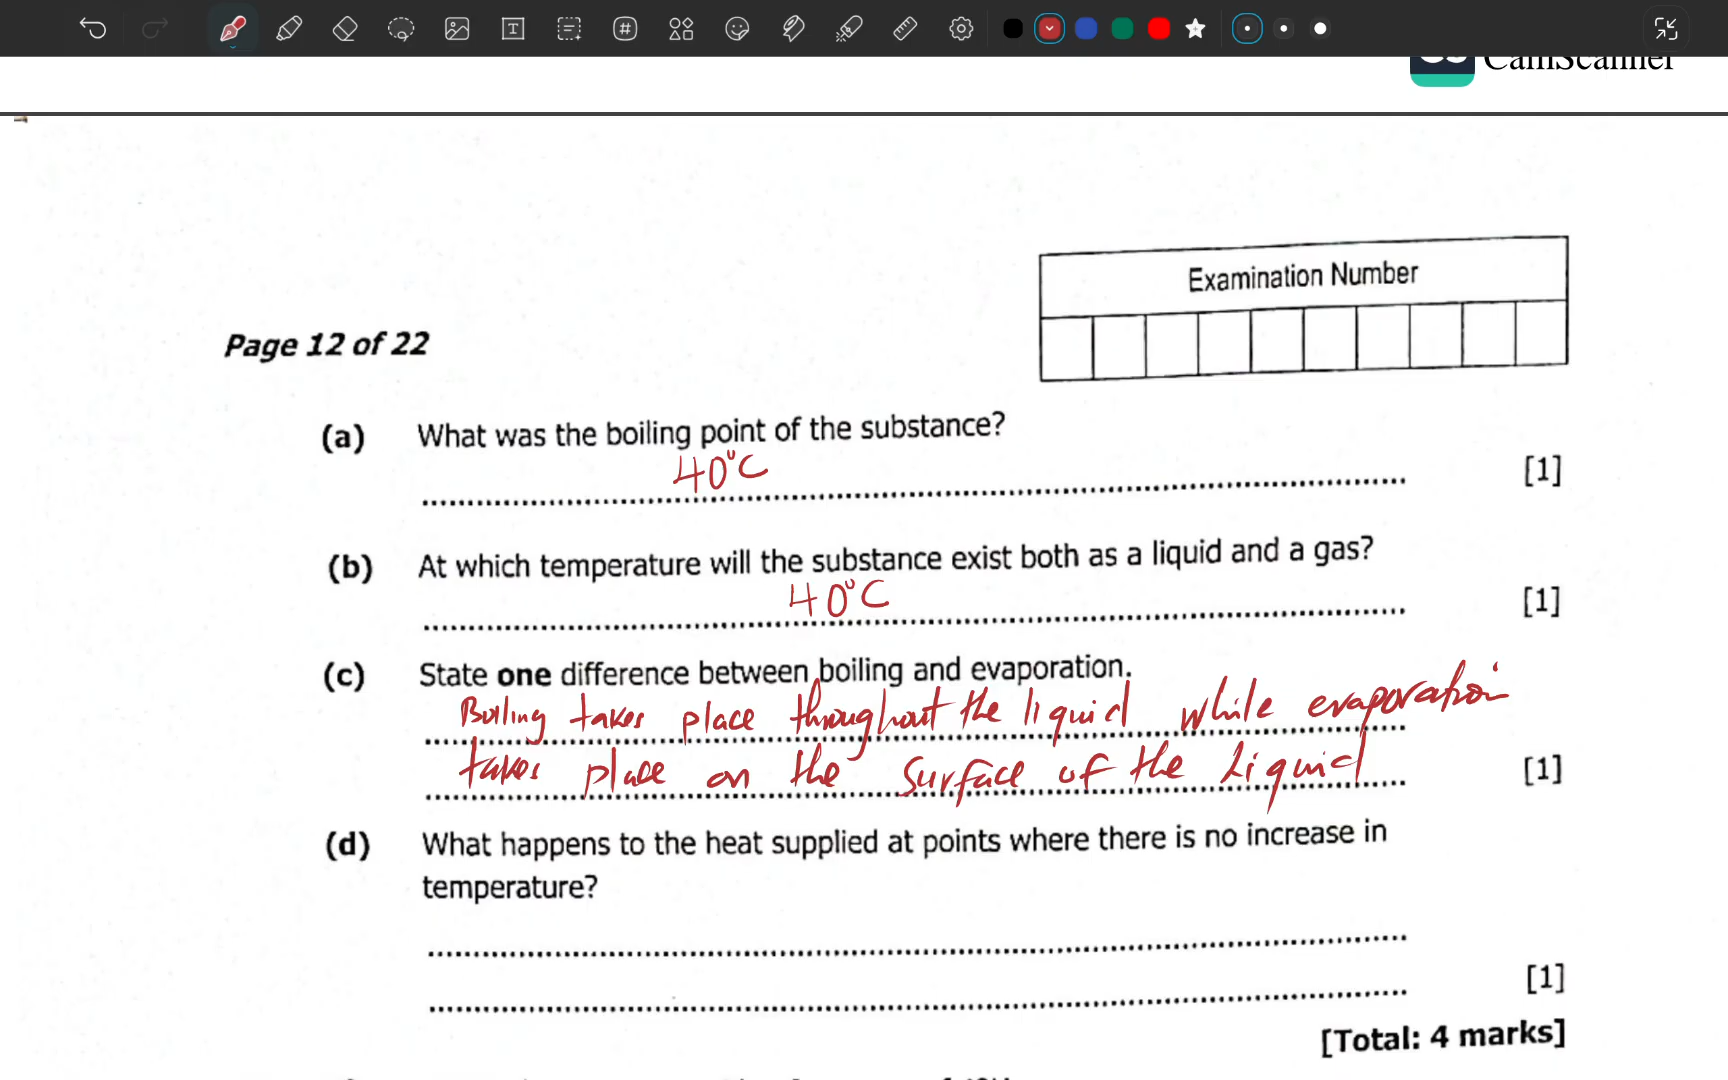 CamScanner
Examination Number
Page 12 of 22
(a) What was the boiling point of the substance?
40°C
[1]
(b) At which temperature will the substance exist both as a liquid and a gas?
40°C
[1]
(c) State one difference between boiling and evaporation.
Boiling takes place throughout the liquid while evaporation
takes place on the surface of the liquid
[1]
(d) What happens to the heat supplied at points where there is no increase in
temperature?
[1]
[Total: 4 marks]